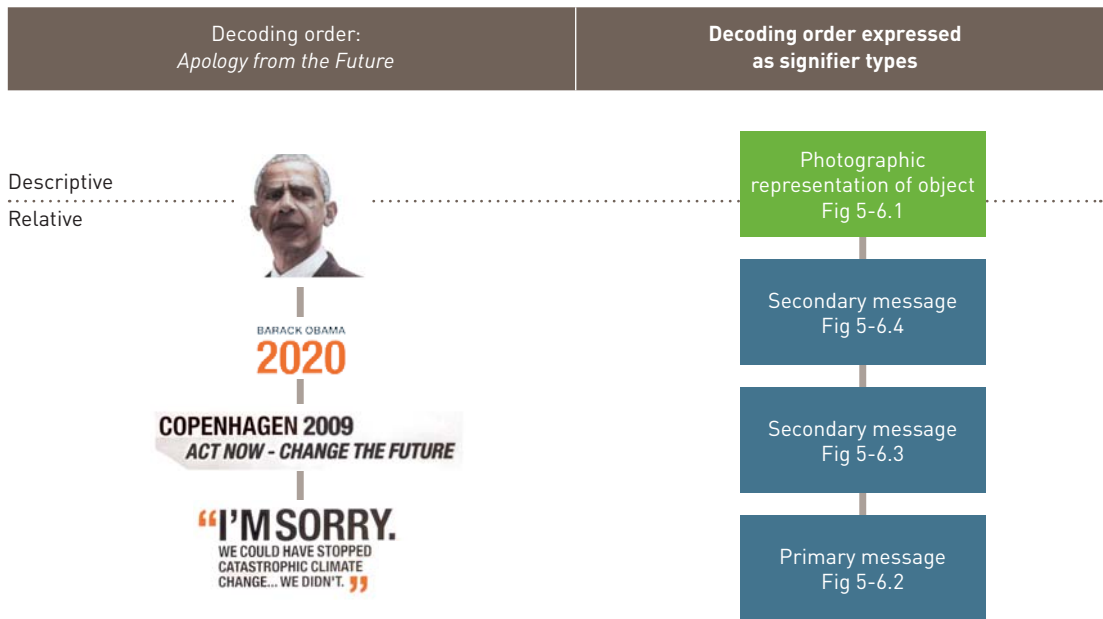 Decoding order:
Apology from the Future
Decoding order expressed
as signifier types
Descriptive
Relative
BARACK OBAMA
2020
COPENHAGEN 2009
ACT NOW - CHANGE THE FUTURE
“I’M SORRY.
WE COULD HAVE STOPPED
CATASTROPHIC CLIMATE
CHANGE... WE DIDN’T. ”
Photographic
representation of object
Fig 5-6.1
Secondary message
Fig 5-6.4
Secondary message
Fig 5-6.3
Primary message
Fig 5-6.2